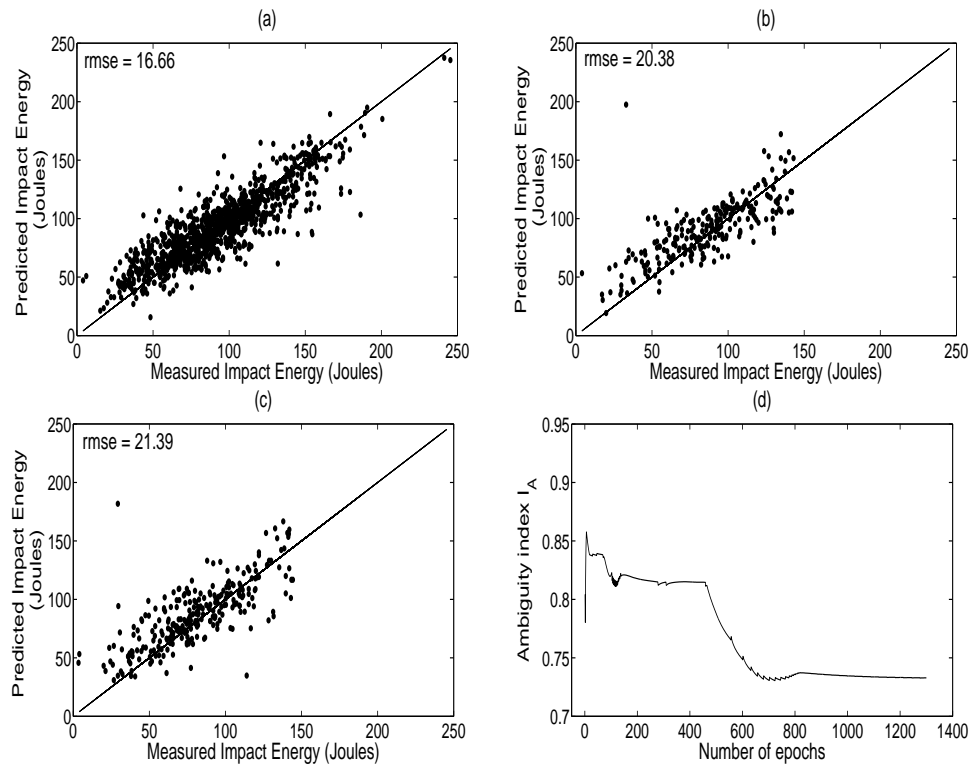 (a)
rmse = 16.66
Predicted Impact Energy
(Joules)
250
200
150
100
50
0
0 50 100 150 200 250
Measured Impact Energy (Joules)
(b)
rmse = 20.38
Predicted Impact Energy
(Joules)
250
200
150
100
50
0
0 50 100 150 200 250
Measured Impact Energy (Joules)
(c)
rmse = 21.39
Predicted Impact Energy
(Joules)
250
200
150
100
50
0
0 50 100 150 200 250
Measured Impact Energy (Joules)
(d)
Ambiguity index I_A
0.95
0.9
0.85
0.8
0.75
0.7
0 200 400 600 800 1000 1200 1400
Number of epochs